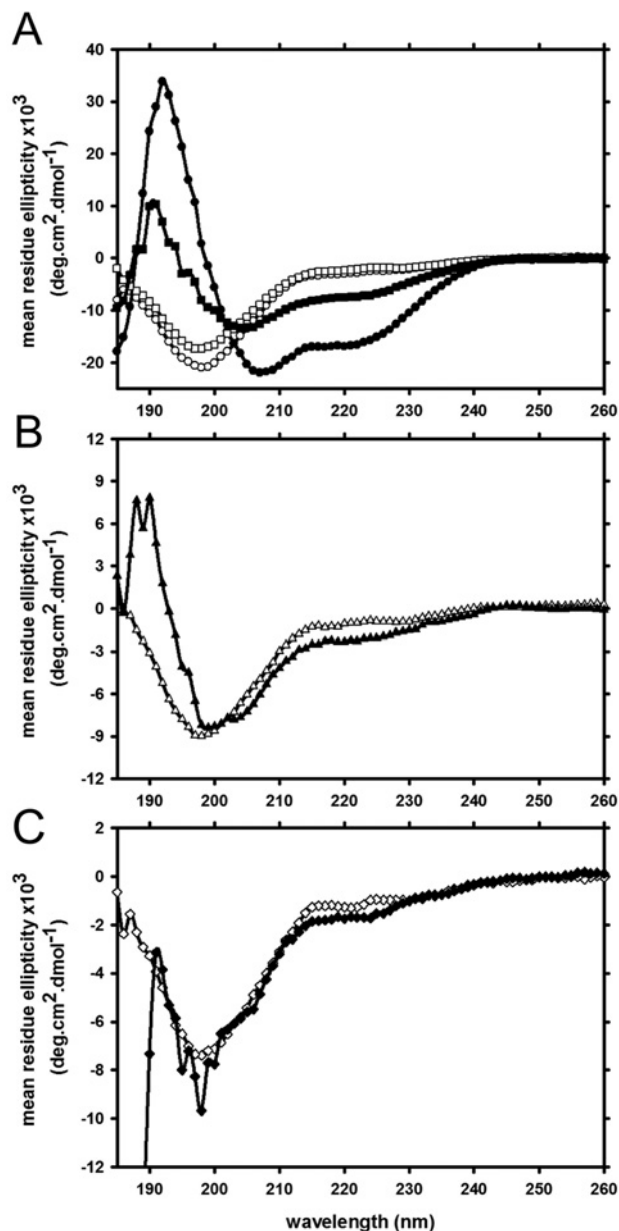 A
mean residue ellipticity x10³
(deg.cm².dmol⁻¹)
40
30
20
10
0
-10
-20
190 200 210 220 230 240 250 260
B
mean residue ellipticity x10³
(deg.cm².dmol⁻¹)
12
9
6
3
0
-3
-6
-9
-12
190 200 210 220 230 240 250 260
C
mean residue ellipticity x10³
(deg.cm².dmol⁻¹)
2
0
-2
-4
-6
-8
-10
-12
190 200 210 220 230 240 250 260
wavelength (nm)